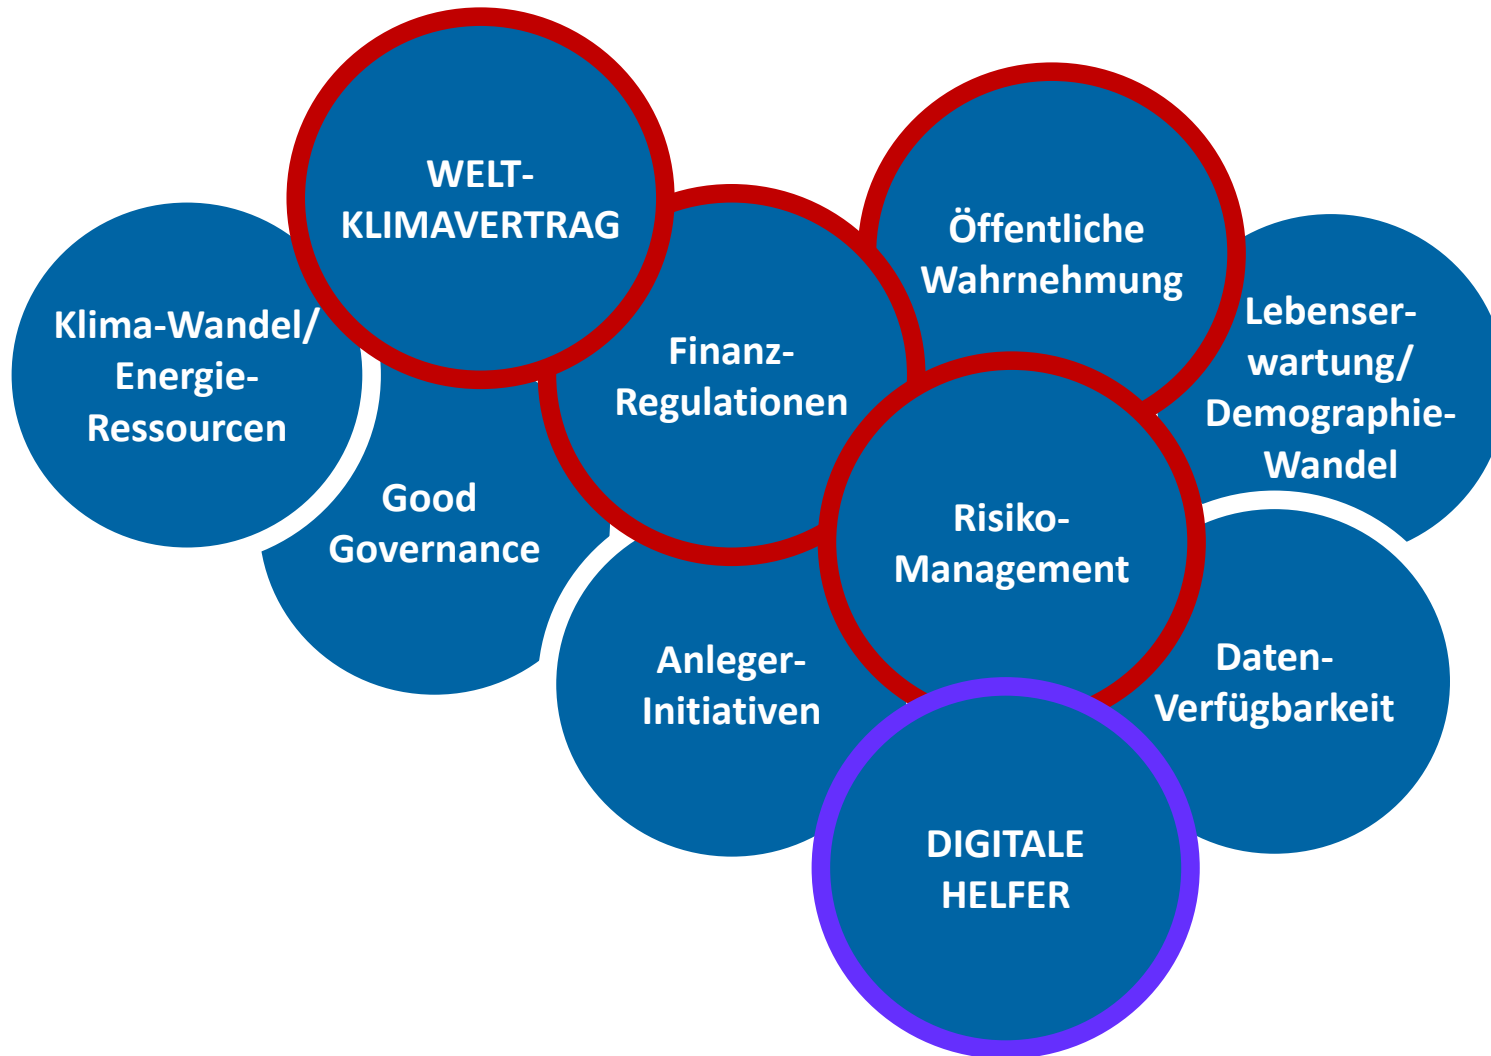 WELT-
KLIMAVERTRAG
Öffentliche
Wahrnehmung
Klima-Wandel/
Energie-
Ressourcen
Finanz-
Regulationen
Lebenser-
wartung/
Demographie-
Wandel
Good
Governance
Risiko-
Management
Anleger-
Initiativen
Daten-
Verfügbarkeit
DIGITALE
HELFER